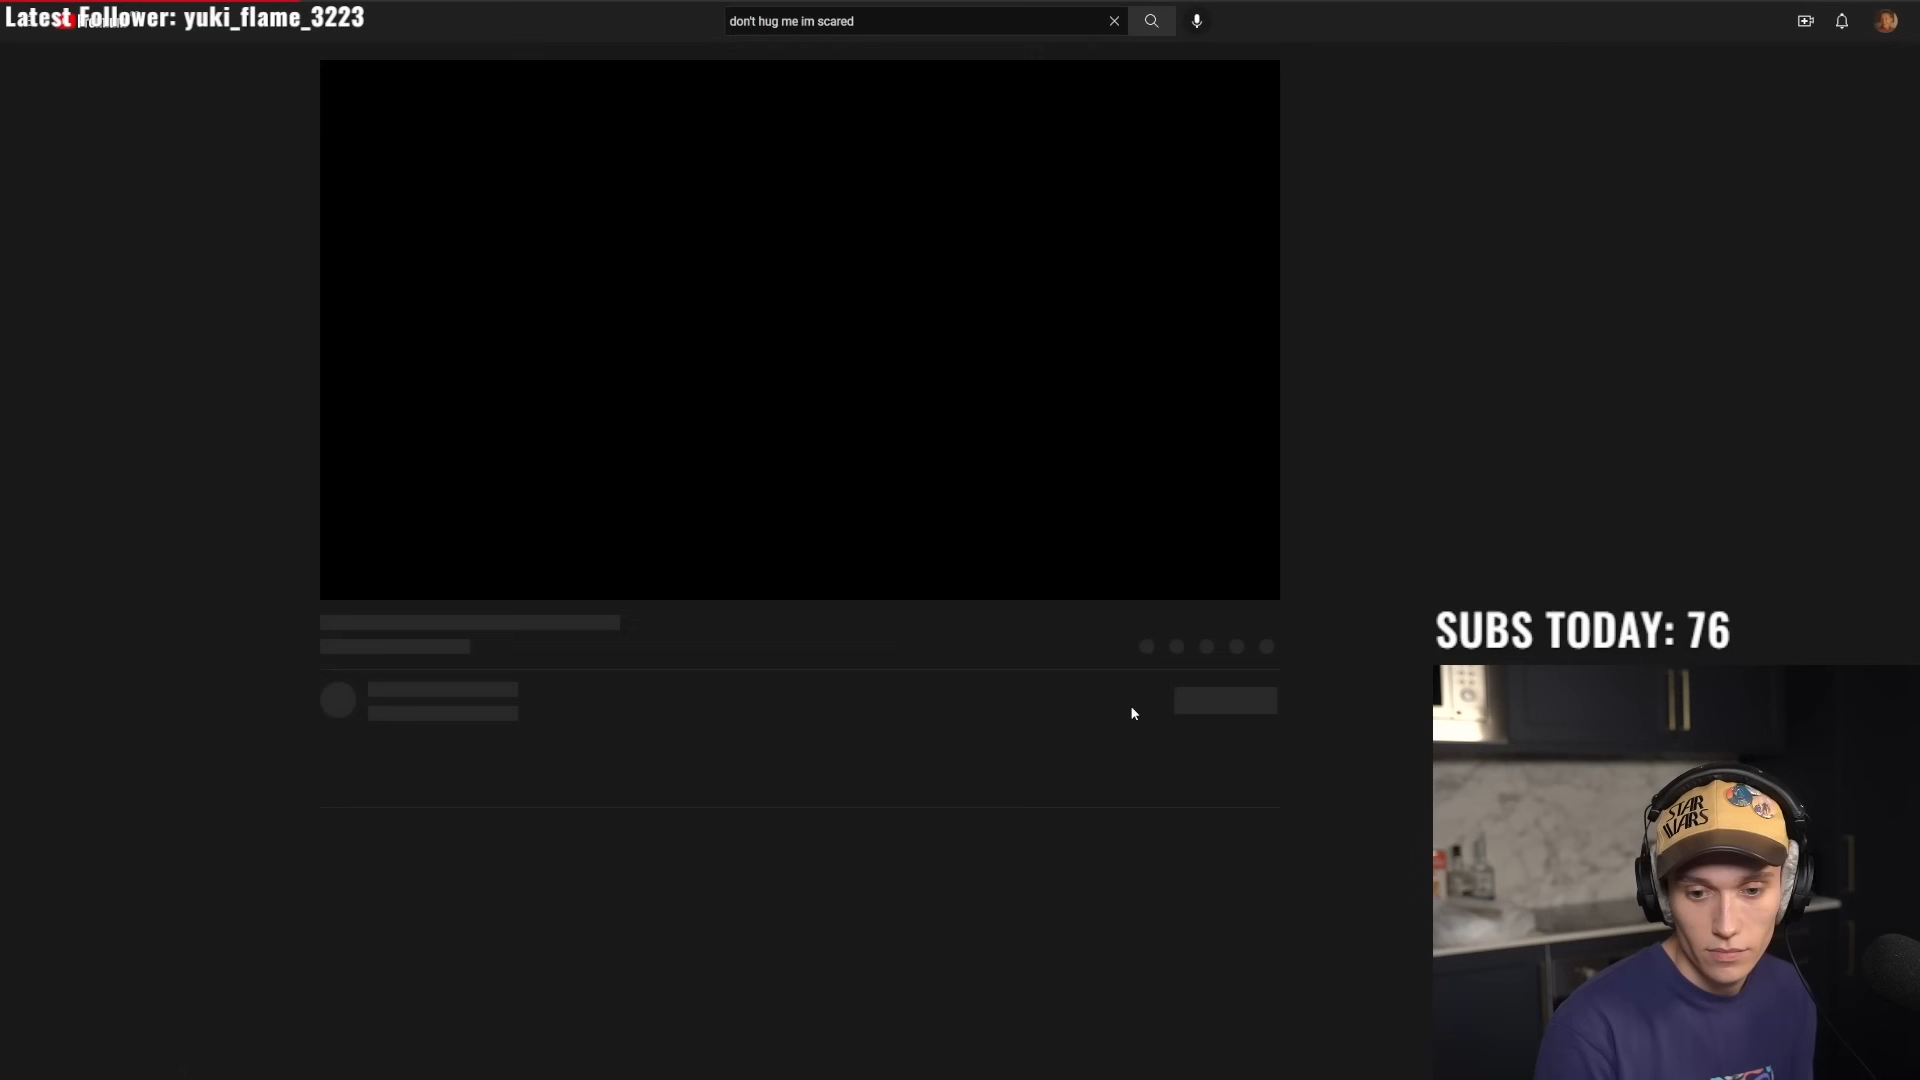 Latest Follower: yuki_flame_3223
don't hug me im scared
SUBS TODAY: 76
STAR
WARS